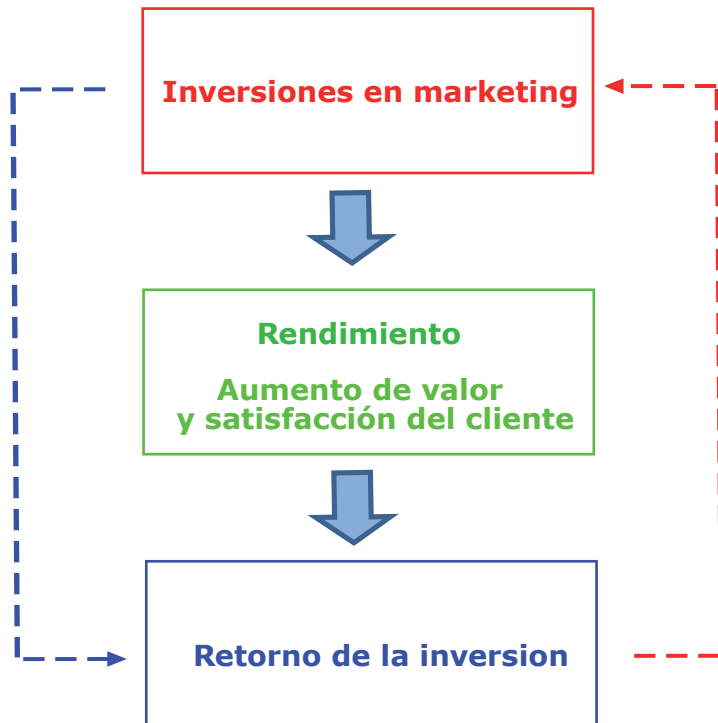 Inversiones en marketing
Rendimiento
Aumento de valor
y satisfacción del cliente
Retorno de la inversion